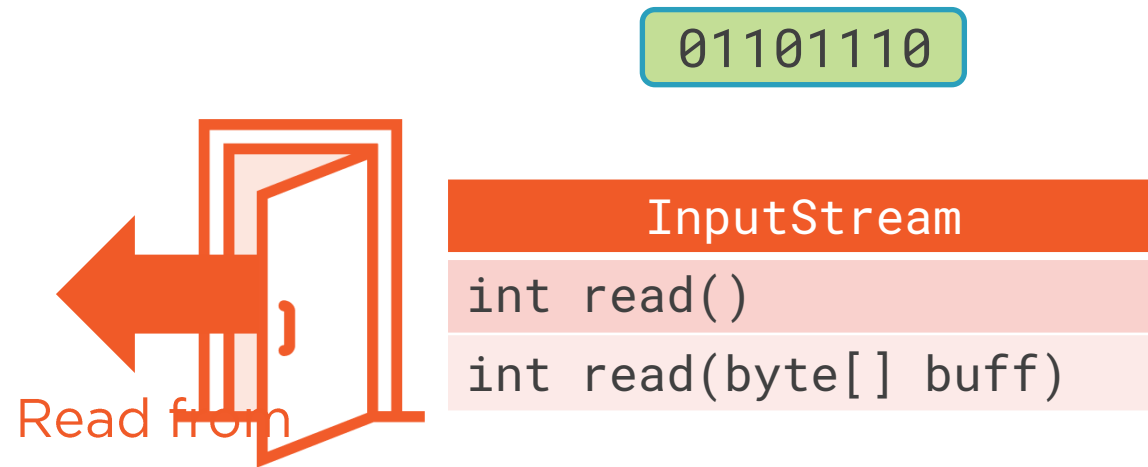 01101110
InputStream
int read()
int read(byte[] buff)
Read from